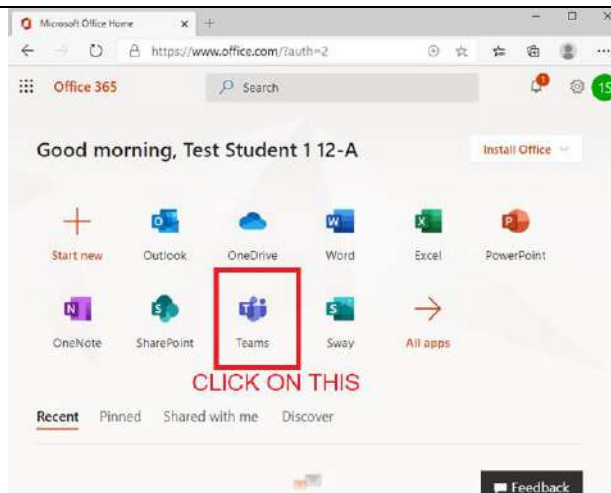 Microsoft Office Home
https://www.office.com/?auth=2
Office 365
Search
1S
Good morning, Test Student 1 12-A
Install Office
Start new
Outlook
OneDrive
Word
Excel
PowerPoint
OneNote
SharePoint
Teams
Sway
All apps
CLICK ON THIS
Recent Pinned Shared with me Discover
Feedback